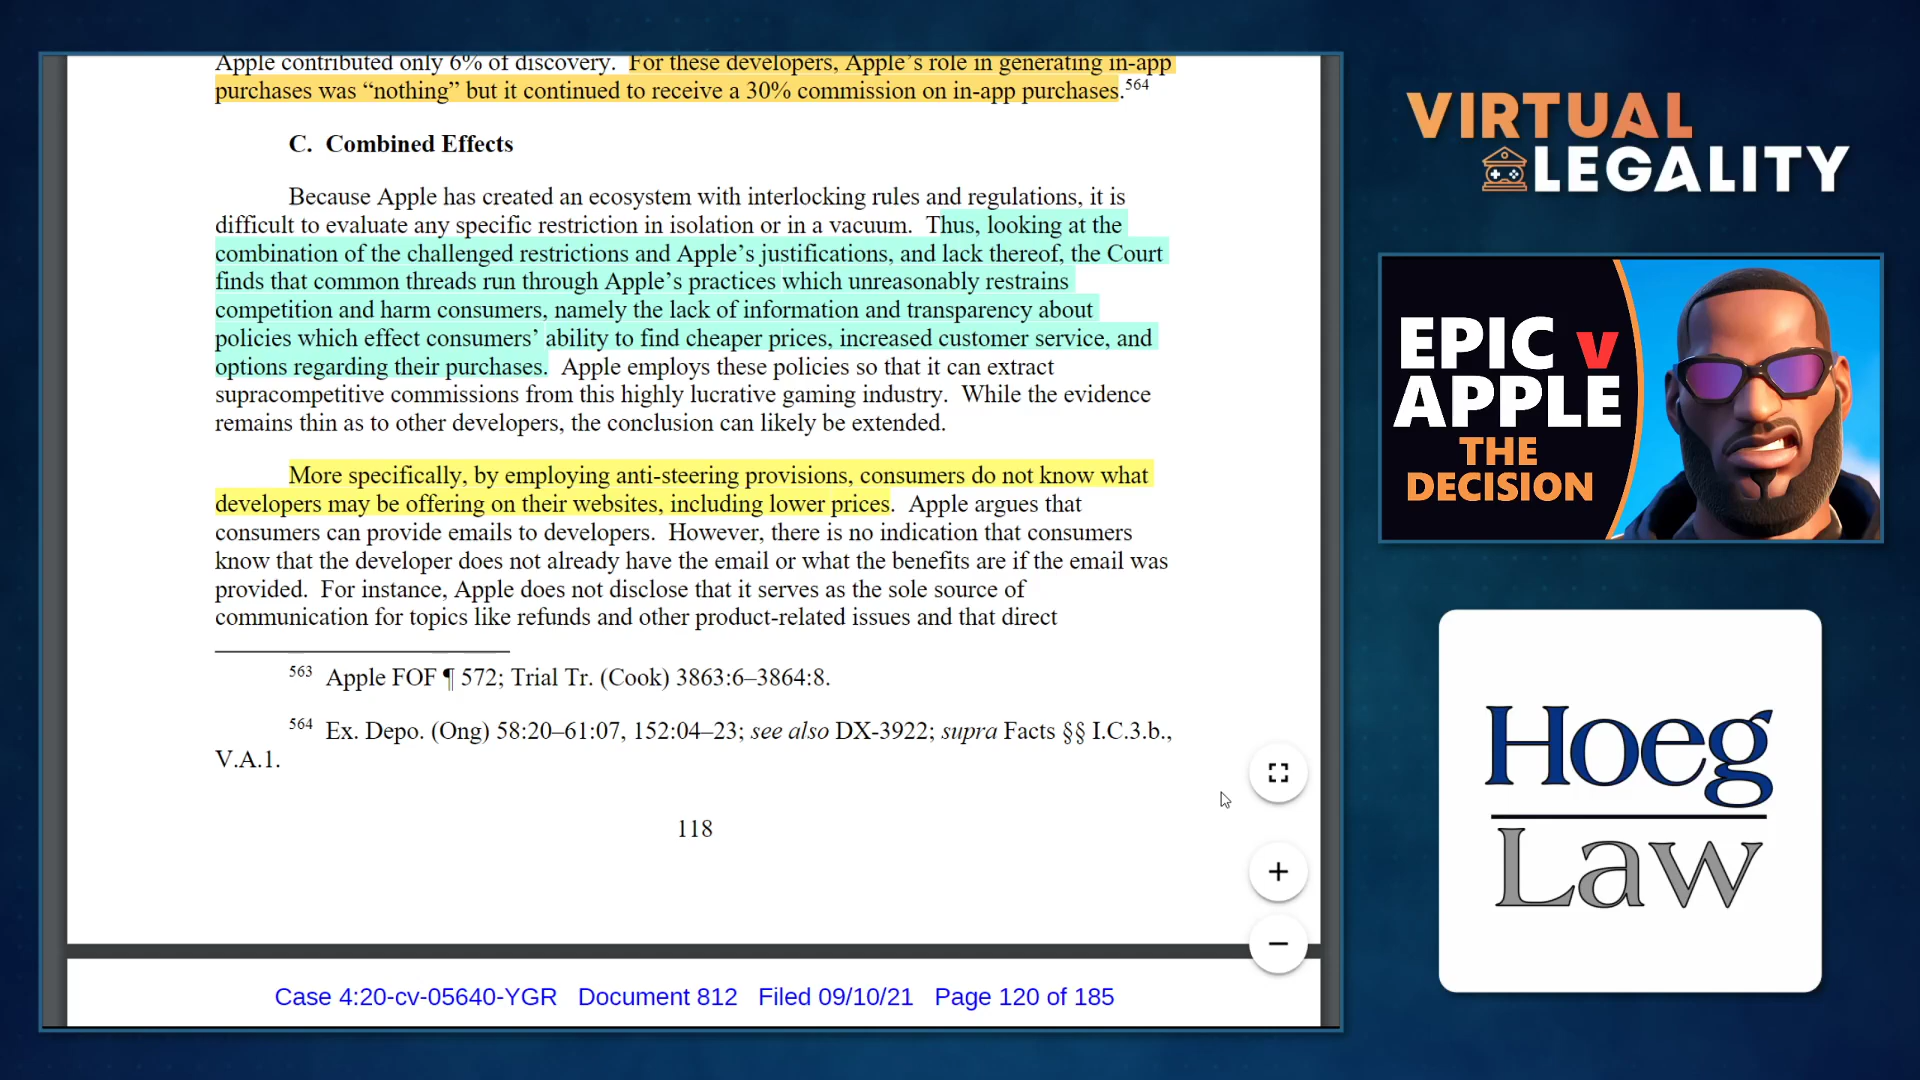 Apple contributed only 6% of discovery. For these developers, Apple’s role in generating in-app
purchases was “nothing” but it continued to receive a 30% commission on in-app purchases.564
C. Combined Effects
Because Apple has created an ecosystem with interlocking rules and regulations, it is
difficult to evaluate any specific restriction in isolation or in a vacuum. Thus, looking at the
combination of the challenged restrictions and Apple’s justifications, and lack thereof, the Court
finds that common threads run through Apple’s practices which unreasonably restrains
competition and harm consumers, namely the lack of information and transparency about
policies which effect consumers’ ability to find cheaper prices, increased customer service, and
options regarding their purchases. Apple employs these policies so that it can extract
supracompetitive commissions from this highly lucrative gaming industry. While the evidence
remains thin as to other developers, the conclusion can likely be extended.
More specifically, by employing anti-steering provisions, consumers do not know what
developers may be offering on their websites, including lower prices. Apple argues that
consumers can provide emails to developers. However, there is no indication that consumers
know that the developer does not already have the email or what the benefits are if the email was
provided. For instance, Apple does not disclose that it serves as the sole source of
communication for topics like refunds and other product-related issues and that direct
563 Apple FOF ¶ 572; Trial Tr. (Cook) 3863:6–3864:8.
564 Ex. Depo. (Ong) 58:20–61:07, 152:04–23; see also DX-3922; supra Facts §§ I.C.3.b.,
V.A.1.
118
Case 4:20-cv-05640-YGR Document 812 Filed 09/10/21 Page 120 of 185
VIRTUAL
LEGALITY
EPIC v
APPLE
THE
DECISION
Hoeg
Law